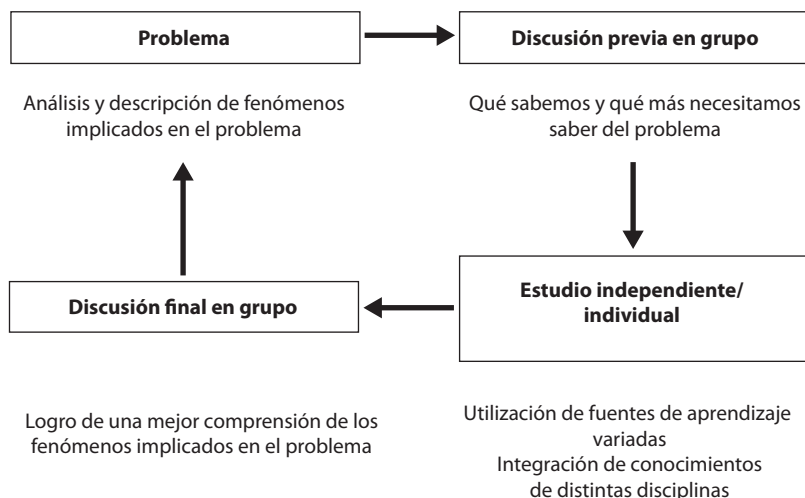 Problema
Discusión previa en grupo
Análisis y descripción de fenómenos
implicados en el problema
Qué sabemos y qué más necesitamos
saber del problema
Discusión final en grupo
Estudio independiente/
individual
Logro de una mejor comprensión de los
fenómenos implicados en el problema
Utilización de fuentes de aprendizaje
variadas
Integración de conocimientos
de distintas disciplinas